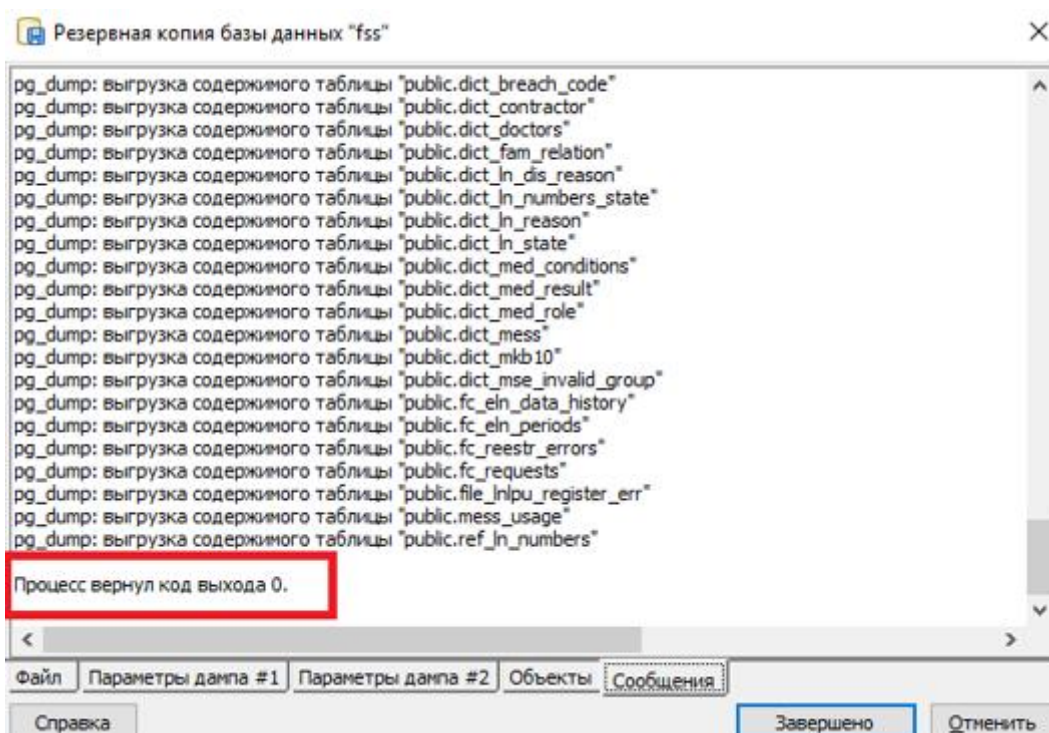 Резервная копия базы данных "fss"
pg_dump: выгрузка содержимого таблицы "public.dict_breach_code"
pg_dump: выгрузка содержимого таблицы "public.dict_contractor"
pg_dump: выгрузка содержимого таблицы "public.dict_doctors"
pg_dump: выгрузка содержимого таблицы "public.dict_fam_relation"
pg_dump: выгрузка содержимого таблицы "public.dict_ln_dis_reason"
pg_dump: выгрузка содержимого таблицы "public.dict_ln_numbers_state"
pg_dump: выгрузка содержимого таблицы "public.dict_ln_reason"
pg_dump: выгрузка содержимого таблицы "public.dict_ln_state"
pg_dump: выгрузка содержимого таблицы "public.dict_med_conditions"
pg_dump: выгрузка содержимого таблицы "public.dict_med_result"
pg_dump: выгрузка содержимого таблицы "public.dict_med_role"
pg_dump: выгрузка содержимого таблицы "public.dict_mess"
pg_dump: выгрузка содержимого таблицы "public.dict_mkb10"
pg_dump: выгрузка содержимого таблицы "public.dict_mse_invalid_group"
pg_dump: выгрузка содержимого таблицы "public.fc_eln_data_history"
pg_dump: выгрузка содержимого таблицы "public.fc_eln_periods"
pg_dump: выгрузка содержимого таблицы "public.fc_reestr_errors"
pg_dump: выгрузка содержимого таблицы "public.fc_requests"
pg_dump: выгрузка содержимого таблицы "public.file_lnlpu_register_err"
pg_dump: выгрузка содержимого таблицы "public.mess_usage"
pg_dump: выгрузка содержимого таблицы "public.ref_ln_numbers"
Процесс вернул код выхода 0.
Файл Параметры дампа #1 Параметры дампа #2 Объекты Сообщения
Справка Завершено Отменить